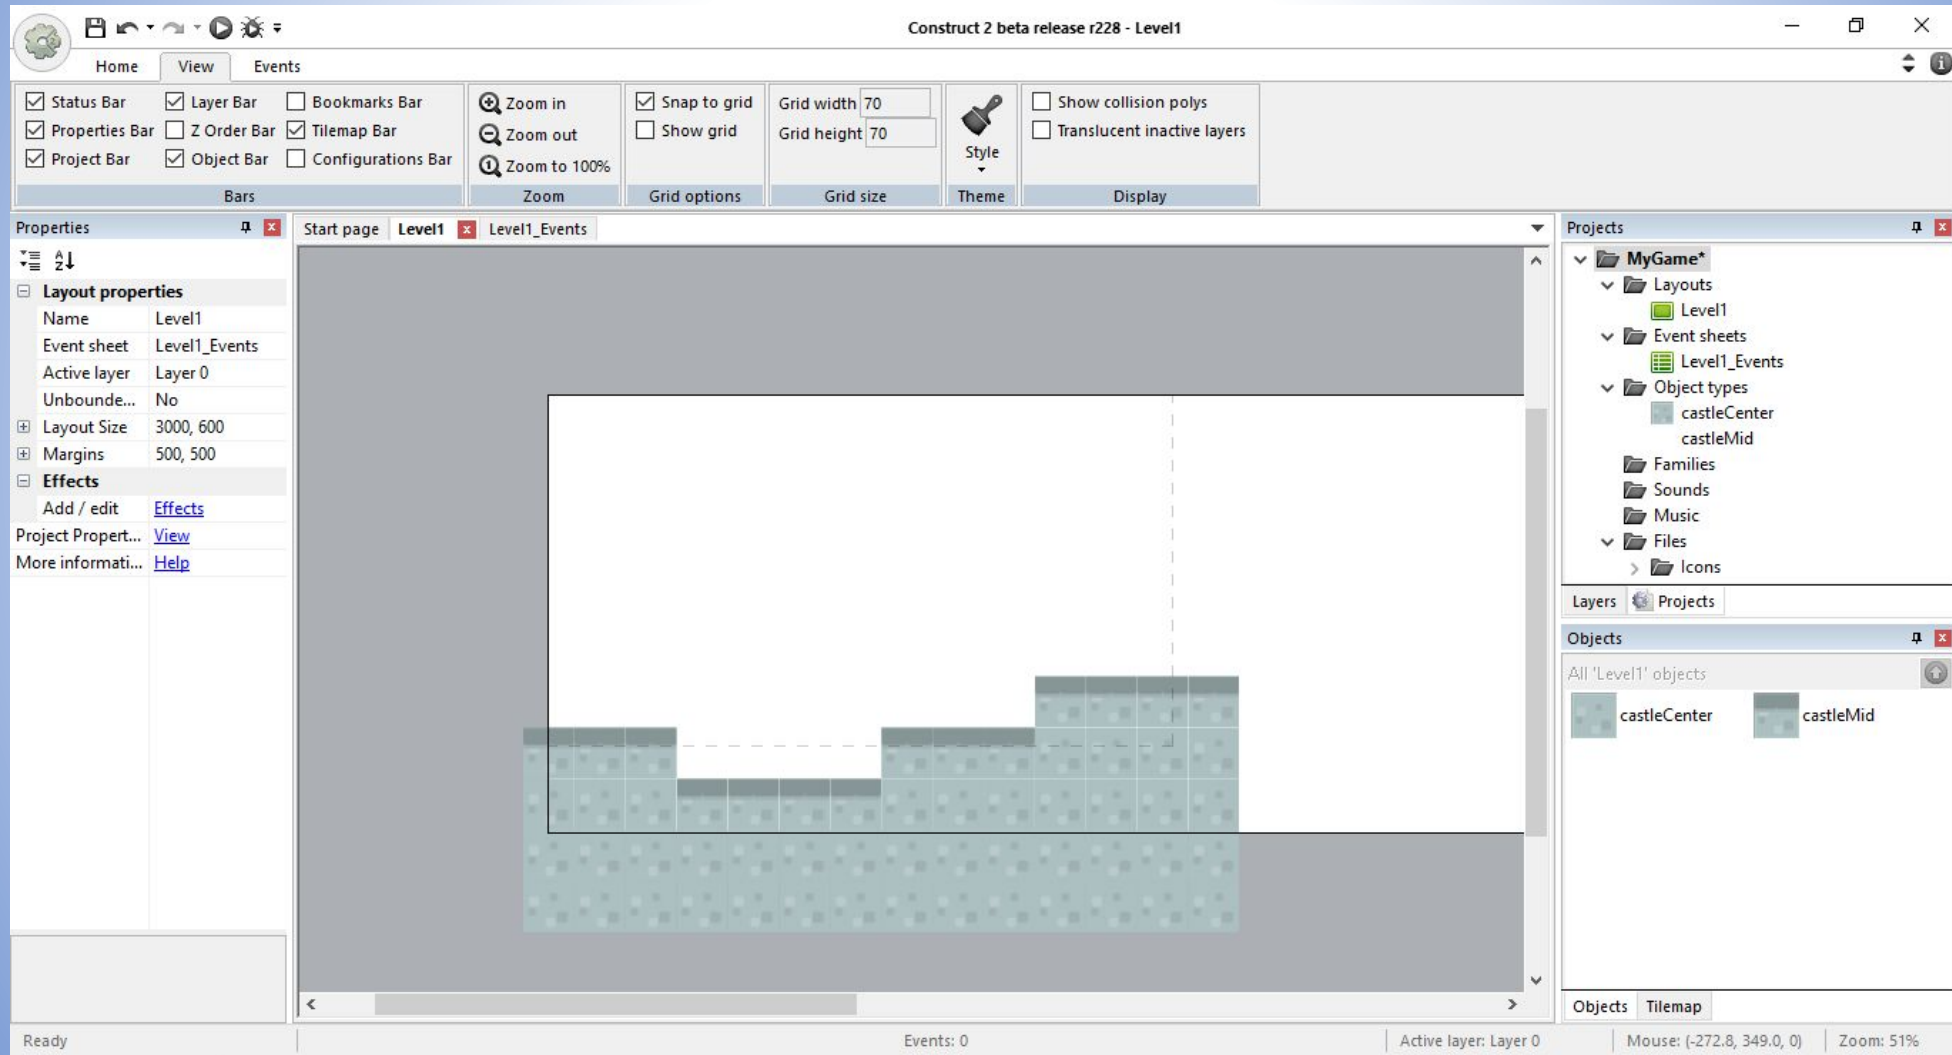 Construct 2 beta release r228 - Level1
Home View Events
Status Bar Layer Bar Bookmarks Bar
Properties Bar Z Order Bar Tilemap Bar
Project Bar Object Bar Configurations Bar
Bars
Zoom in
Zoom out
Zoom to 100%
Zoom
Snap to grid
Show grid
Grid options
Grid width 70
Grid height 70
Grid size
Style
Theme
Show collision polys
Translucent inactive layers
Display
Properties
Layout properties
Name Level1
Event sheet Level1_Events
Active layer Layer 0
Unbounde... No
Layout Size 3000, 600
Margins 500, 500
Effects
Add / edit Effects
Project Propert... View
More informati... Help
Start page Level1 Level1_Events
Projects
MyGame*
Layouts
Level1
Event sheets
Level1_Events
Object types
castleCenter
castleMid
Families
Sounds
Music
Files
Icons
Layers Projects
Objects
All 'Level1' objects
castleCenter castleMid
Objects Tilemap
Ready Events: 0 Active layer: Layer 0 Mouse: (-272.8, 349.0, 0) Zoom: 51%